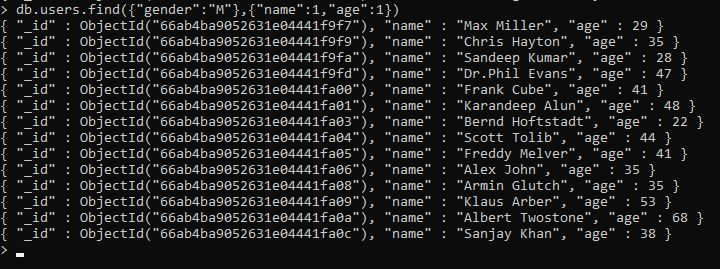 > db.users.find({"gender":"M"},{"name":1,"age":1})
{ "_id" : ObjectId("66ab4ba9052631e04441f9f7"), "name" : "Max Miller", "age" : 29 }
{ "_id" : ObjectId("66ab4ba9052631e04441f9f9"), "name" : "Chris Hayton", "age" : 35 }
{ "_id" : ObjectId("66ab4ba9052631e04441f9fa"), "name" : "Sandeep Kumar", "age" : 28 }
{ "_id" : ObjectId("66ab4ba9052631e04441f9fd"), "name" : "Dr.Phil Evans", "age" : 47 }
{ "_id" : ObjectId("66ab4ba9052631e04441fa00"), "name" : "Frank Cube", "age" : 41 }
{ "_id" : ObjectId("66ab4ba9052631e04441fa01"), "name" : "Karandeep Alun", "age" : 48 }
{ "_id" : ObjectId("66ab4ba9052631e04441fa03"), "name" : "Bernd Hoftstadt", "age" : 22 }
{ "_id" : ObjectId("66ab4ba9052631e04441fa04"), "name" : "Scott Tolib", "age" : 44 }
{ "_id" : ObjectId("66ab4ba9052631e04441fa05"), "name" : "Freddy Melver", "age" : 41 }
{ "_id" : ObjectId("66ab4ba9052631e04441fa06"), "name" : "Alex John", "age" : 35 }
{ "_id" : ObjectId("66ab4ba9052631e04441fa08"), "name" : "Armin Glutch", "age" : 35 }
{ "_id" : ObjectId("66ab4ba9052631e04441fa09"), "name" : "Klaus Arber", "age" : 53 }
{ "_id" : ObjectId("66ab4ba9052631e04441fa0a"), "name" : "Albert Twostone", "age" : 68 }
{ "_id" : ObjectId("66ab4ba9052631e04441fa0c"), "name" : "Sanjay Khan", "age" : 38 }
>